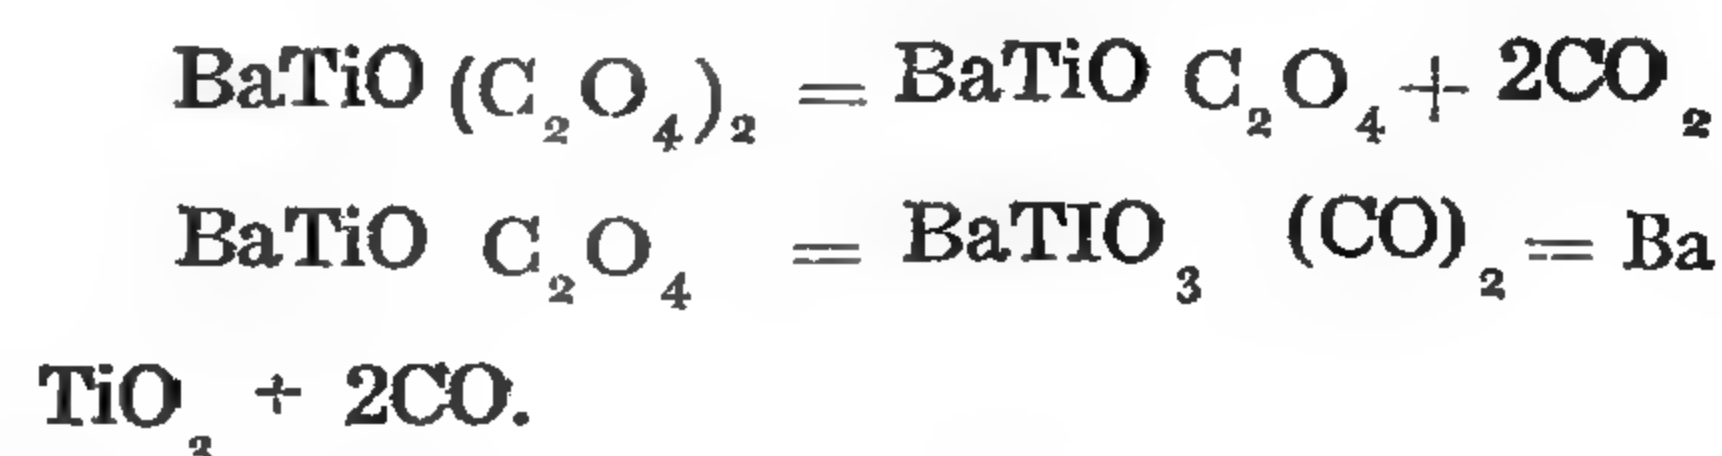 BaTiO (C₂O₄)₂ = BaTiO C₂O₄ + 2CO₂
BaTiO C₂O₄ = BaTIO₃ (CO)₂ = Ba
TiO₃ + 2CO.